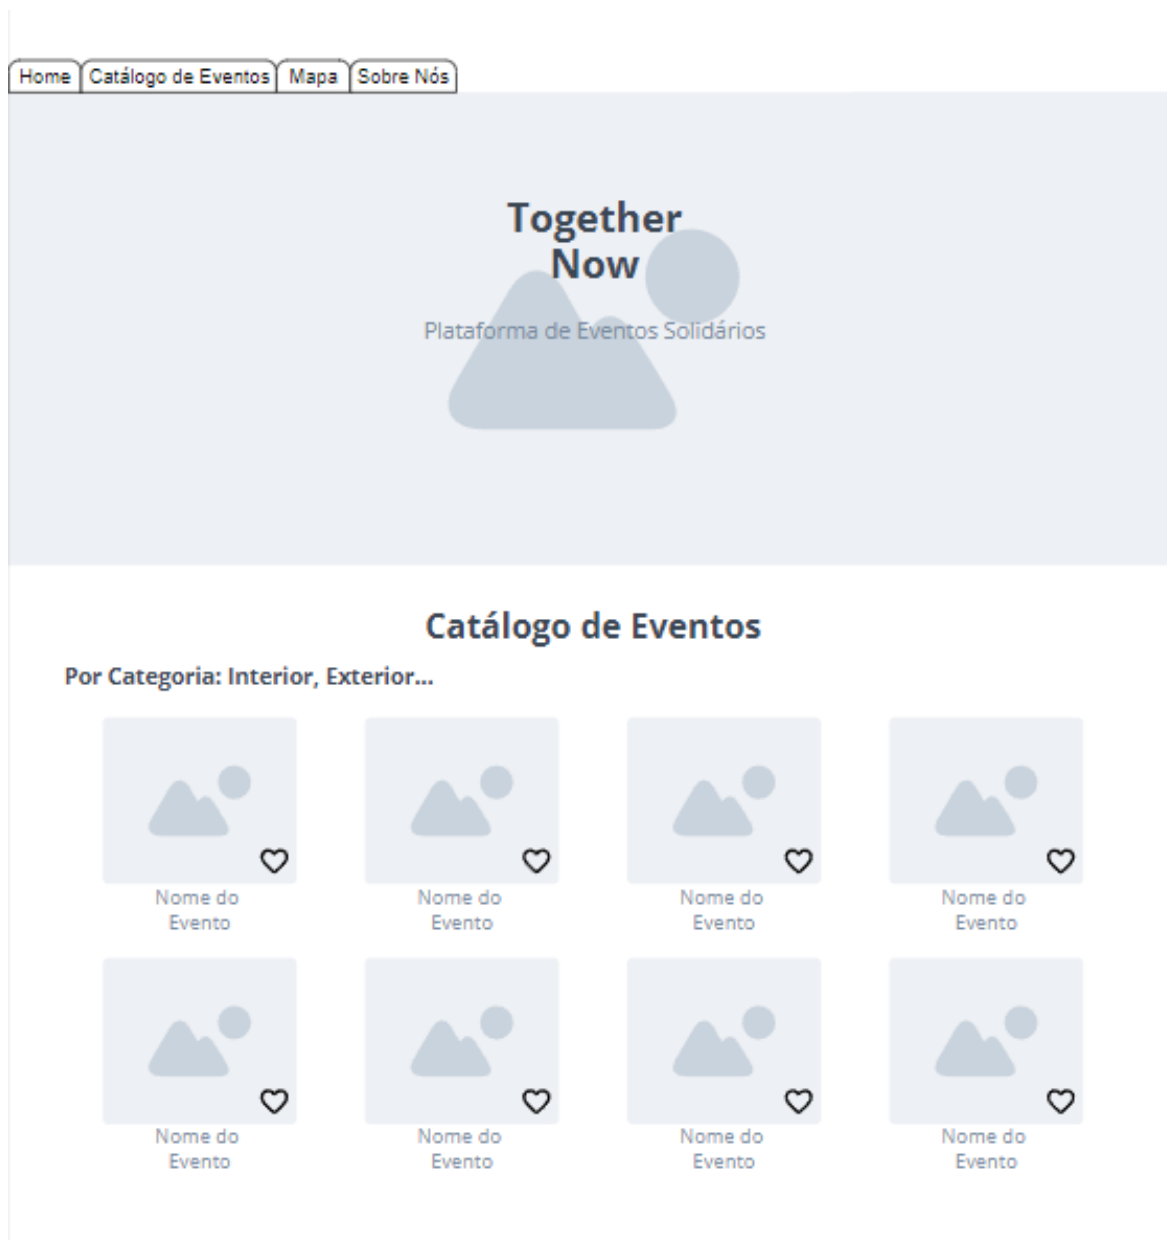 Home Catálogo de Eventos Mapa Sobre Nós
Together
Now
Plataforma de Eventos Solidários
Catálogo de Eventos
Por Categoria: Interior, Exterior...
Nome do Evento
Nome do Evento
Nome do Evento
Nome do Evento
Nome do Evento
Nome do Evento
Nome do Evento
Nome do Evento